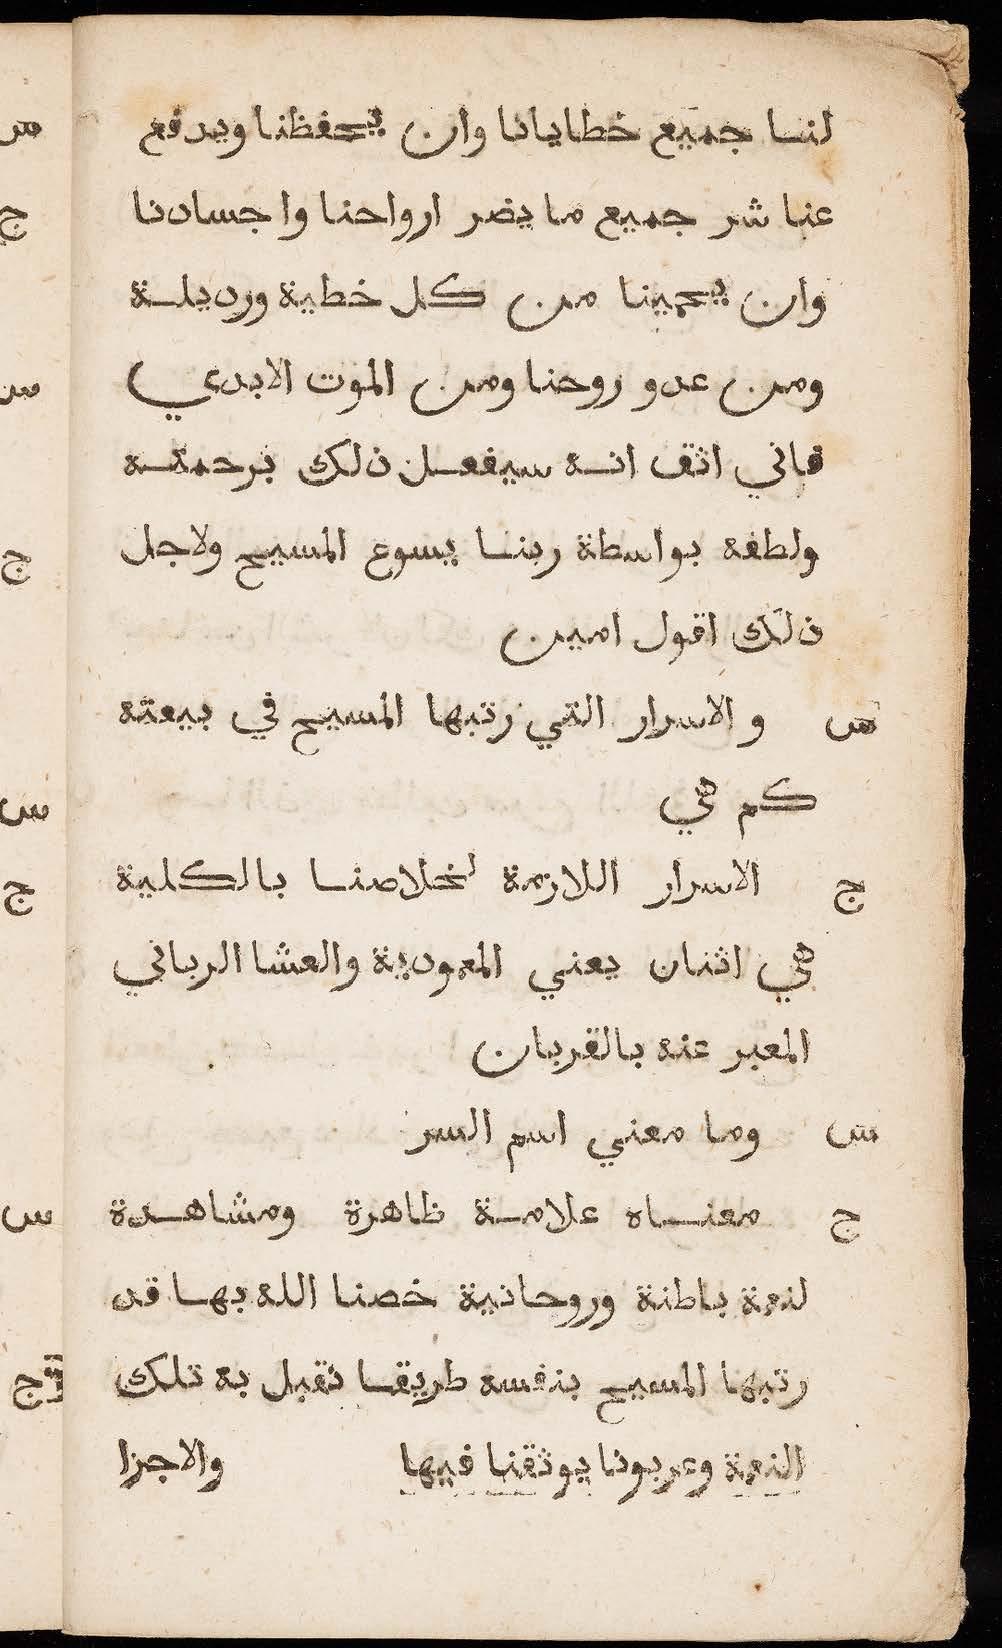 لنا جميع خطايانا وان يحفظنا ويدفع
عنا شر جميع ما يضر ارواحنا واجسادنا
وان يحمينا من كل خطية ورديلة
ومن عدو روحنا ومن الموت الابدي
فاني اثق انه سيفعل ذلك برحمته
ولطفه بواسطة ربنا يسوع المسيح ولاجل
ذلك اقول امين
س والاسرار التي رتبها المسيح في بيعته
كم هي
ج الاسرار اللازمة لخلاصنا بالكلية
هي اثنان يعني المعمودية والعشا الرباني
المعبر عنه بالقربان
س وما معني اسم السر
ج معناه علامة ظاهرة ومشاهدة
لنعمة باطنة وروحانية خصنا الله بها قد
رتبها المسيح بنفسه طريقا نقبل به تلك
النعمة وعربونا يوثقنا فيها والاجزا
س
ج
س
ج
س
ج
س
ج